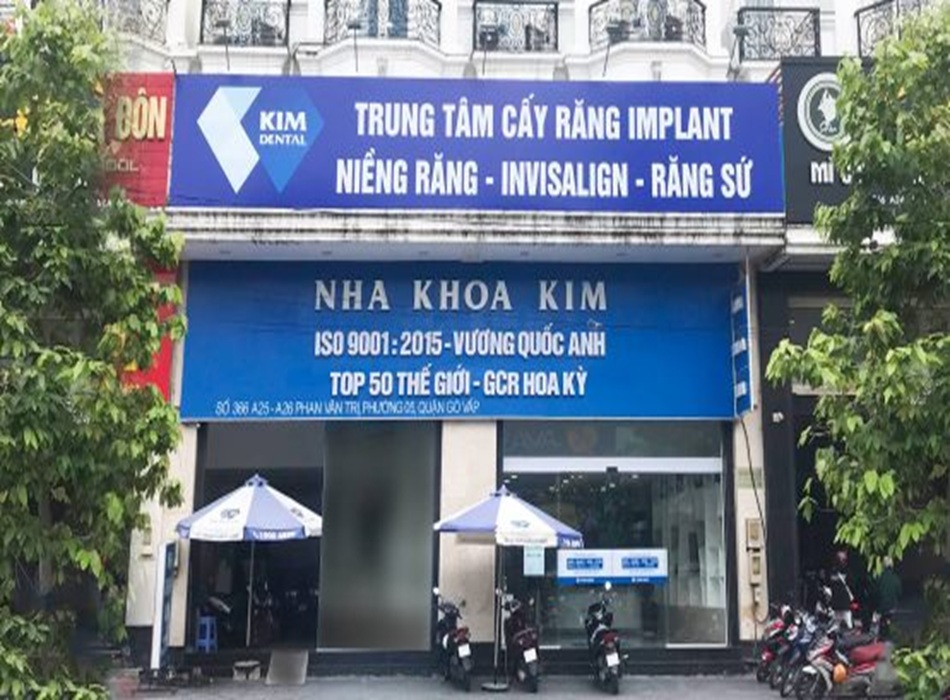 ĐÔN
KIM
DENTAL
TRUNG TÂM CẤY RĂNG IMPLANT
NIỀNG RĂNG - INVISALIGN - RĂNG SỨ
MÌ
NHA KHOA KIM
ISO 9001:2015-VƯƠNG QUỐC ANH
TOP 50 THẾ GIỚI - GCR HOA KỲ
SỐ 366 A25 - A26 PHAN VĂN TRỊ, PHƯỜNG 05, QUẬN GÒ VẤP